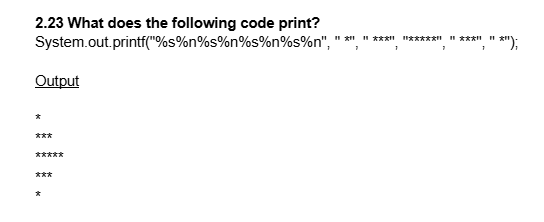 2.23 What does the following code print?
System.out.printf("%s%n%s%n%s%n%s%n", " *", " ***", "*****", " ***", " *");
Output
*
***
*****
***
*